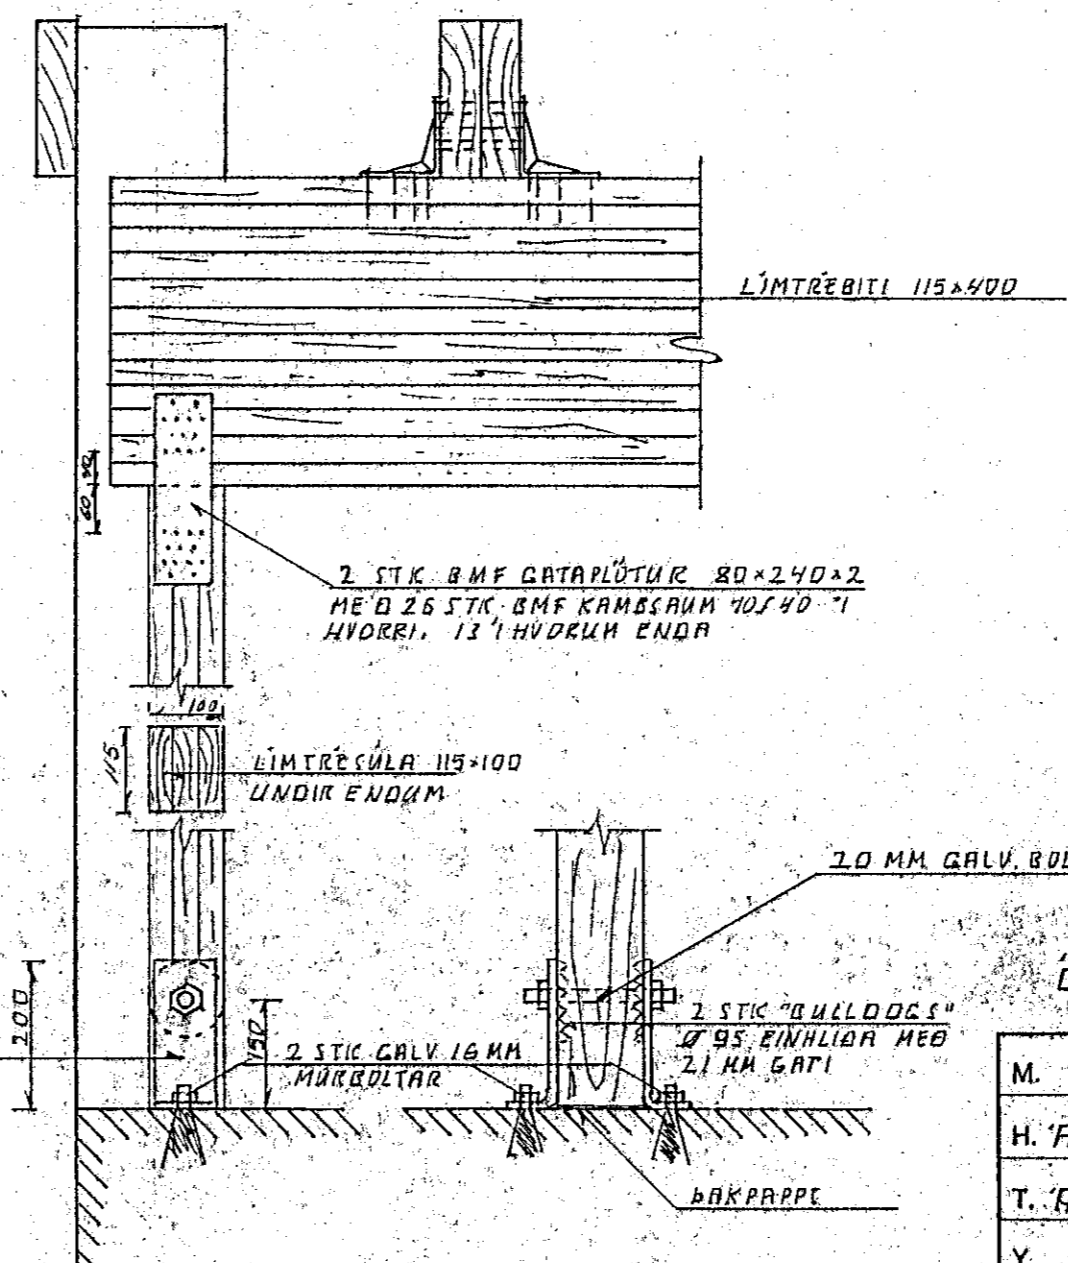 LÍMTRÉBITI 115×400
60
2 STK BMF GATAPLÖTUR 80×240×2
MEÐ 26 STK. BMF KAMBSAUM 40/40 Í
HVORRI. 13 Í HVORUM ENDA
100
115
LÍMTRÉSÚLA 115×100
UNDIR ENDUM
20 MM GALV. BOL
200
150
2 STK GALV. 16 MM
MÚRBOLTAR
2 STK "BULLDOGS"
Ø 95 EINHLIÐA MEÐ
21 MM GATI
ÞAKPAPPI
M.
H.
T.
Y.